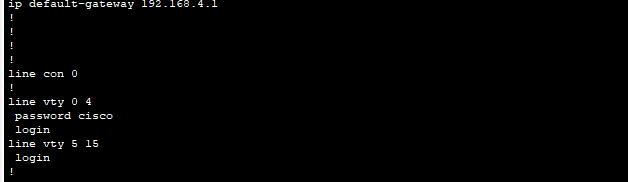 ip default-gateway 192.168.4.1
!
!
!
!
line con 0
!
line vty 0 4
 password cisco
 login
line vty 5 15
 login
!